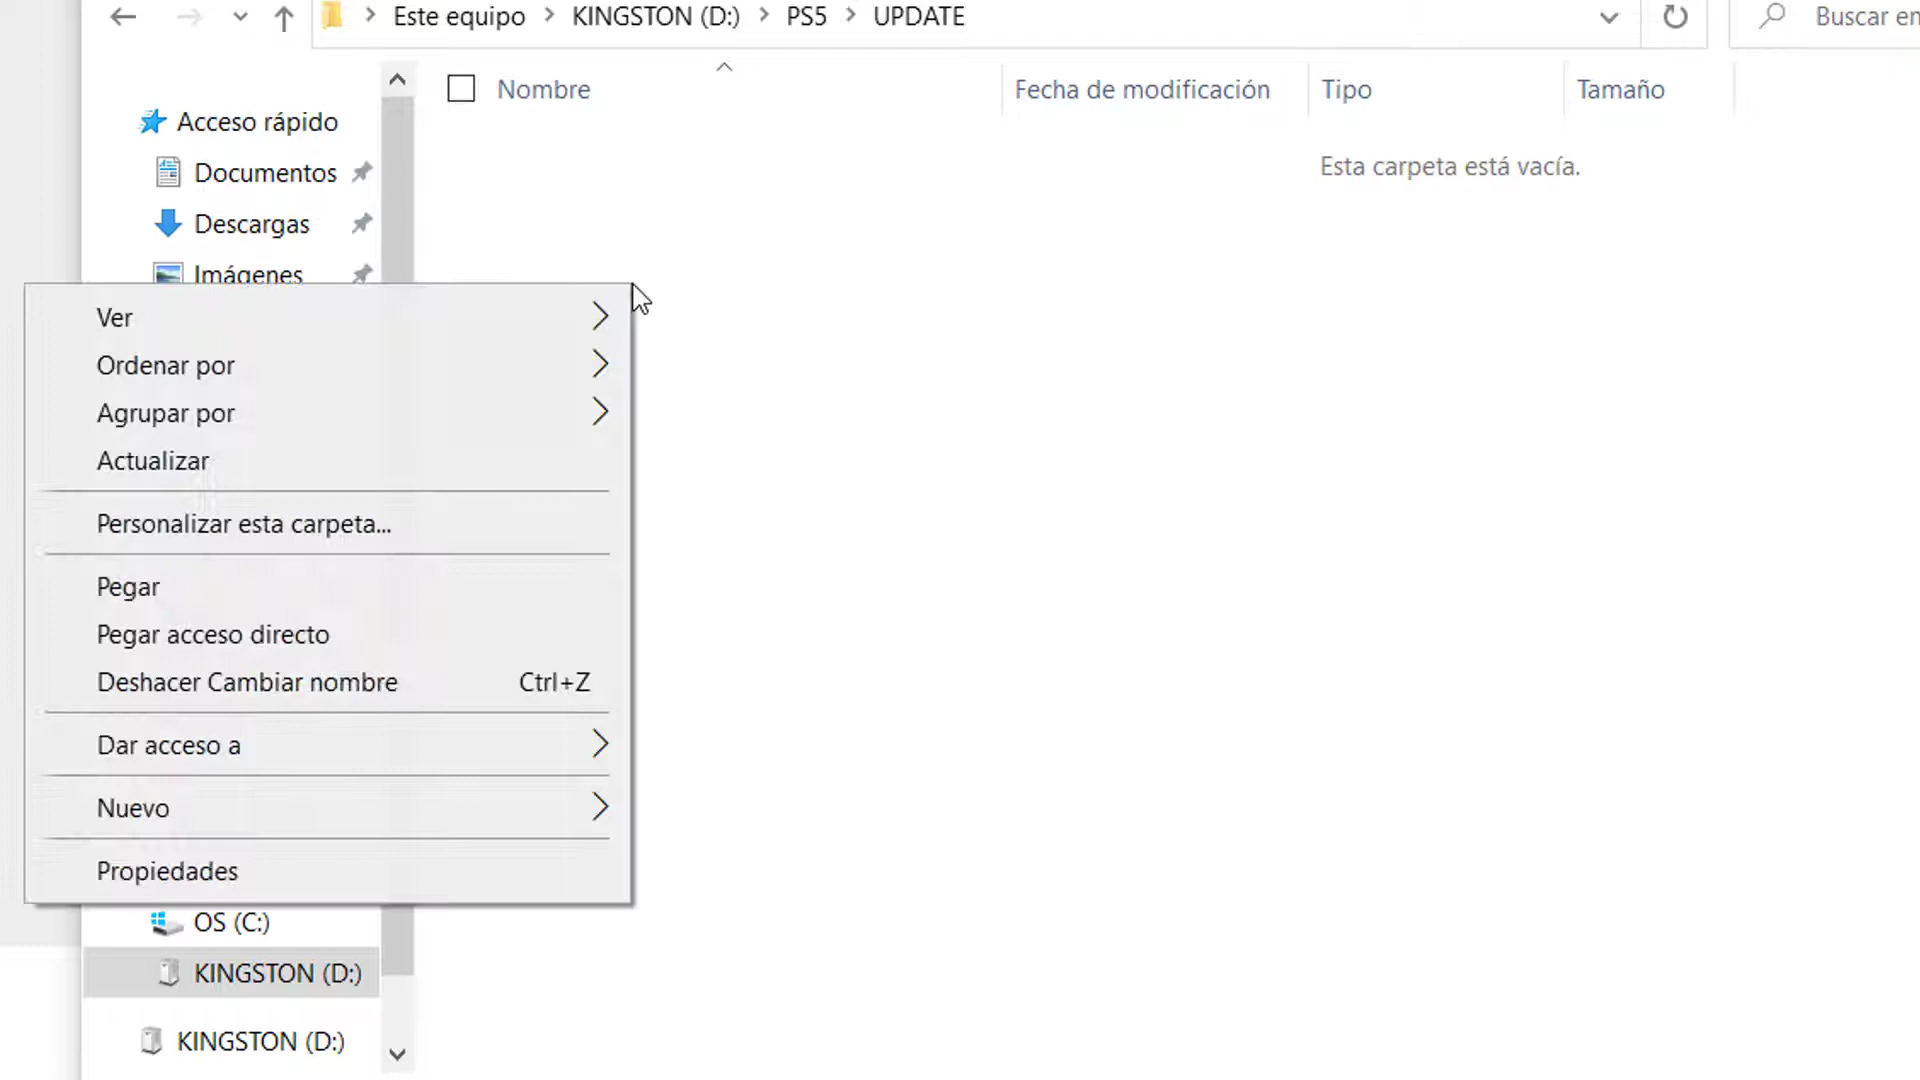 Este equipo > KINGSTON (D:) > PS5 > UPDATE
Buscar en
Nombre Fecha de modificación Tipo Tamaño
Esta carpeta está vacía.
Acceso rápido
Documentos
Descargas
Imágenes
Ver
Ordenar por
Agrupar por
Actualizar
Personalizar esta carpeta...
Pegar
Pegar acceso directo
Deshacer Cambiar nombre Ctrl+Z
Dar acceso a
Nuevo
Propiedades
OS (C:)
KINGSTON (D:)
KINGSTON (D:)